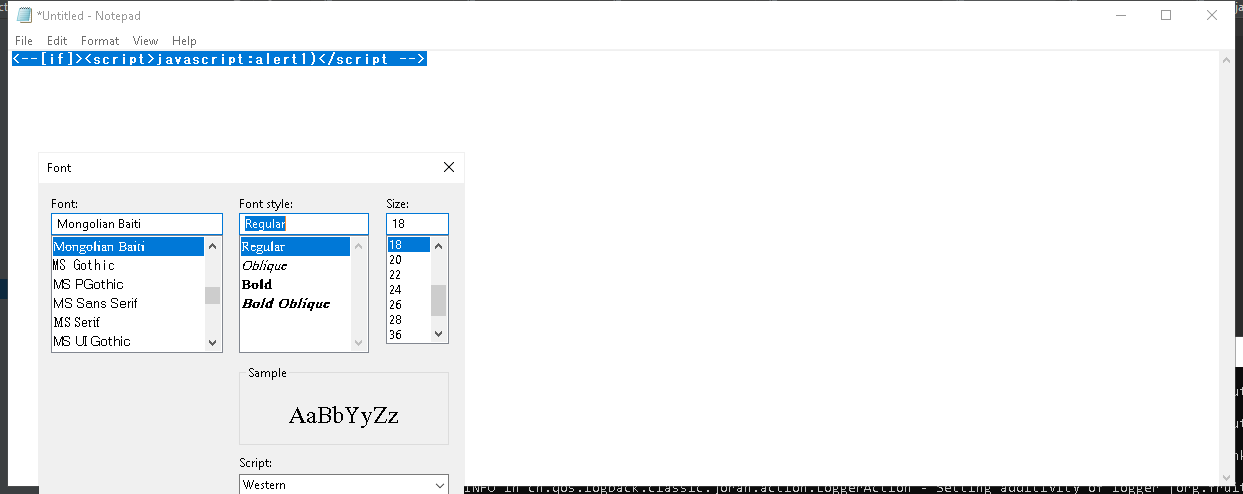 *Untitled - Notepad
File Edit Format View Help
<--[if]><script>javascript:alert1)</script -->
Font
Font: Font style: Size:
Mongolian Baiti Regular 18
Mongolian Baiti Regular 18
MS Gothic Oblique 20
MS PGothic Bold 22
MS Sans Serif Bold Oblique 24
MS Serif 26
MS UI Gothic 28
36
Sample
AaBbYyZz
Script:
Western
INFO in ch.qos.logback.classic.joran.action.LoggerAction - Setting additivity of logger